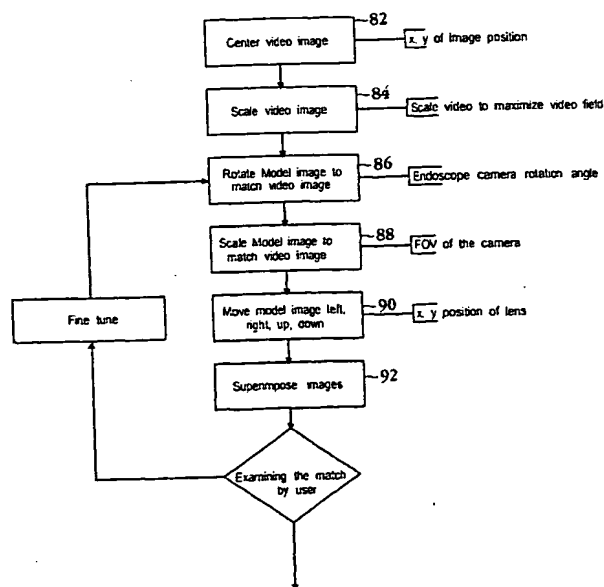 82
Center video image
x, y of Image position
84
Scale video image
Scale video to maximize video field
86
Rotate Model image to
match video image
Endoscope camera rotation angle
88
Scale Model image to
match video image
FOV of the camera
Fine tune
90
Move model image left,
right, up, down
x, y position of lens
Superimpose images
92
Examining the match
by user